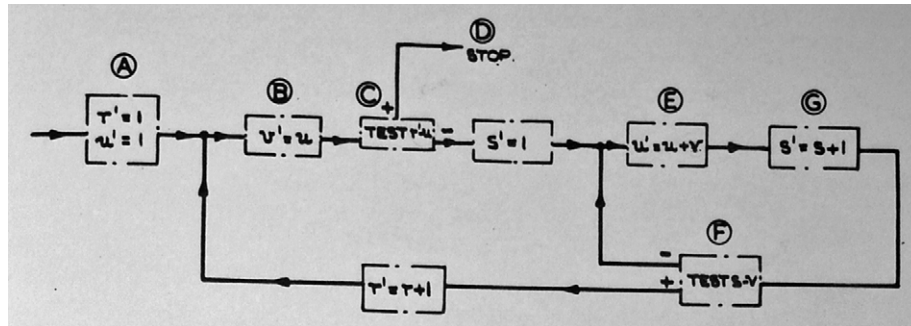 A
r'=1
u'=1
B
v'=u
C
TEST
+
-
D
STOP
S'=1
E
u'=u+v
G
S'=S+1
F
-
+
TEST S-V
r'=r+1